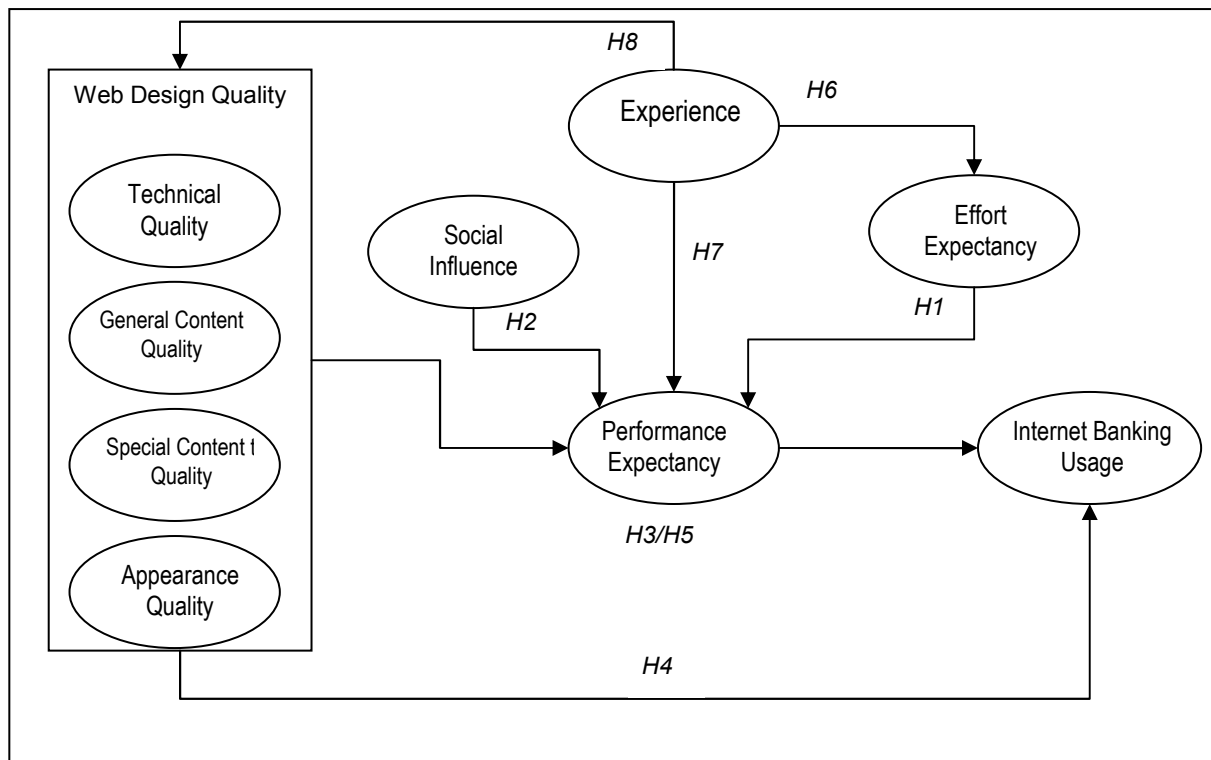 H8
Web Design Quality
Experience
H6
Technical
Quality
Social
Influence
Effort
Expectancy
H7
General Content
Quality
H2
H1
Special Content t
Quality
Performance
Expectancy
Internet Banking
Usage
H3/H5
Appearance
Quality
H4